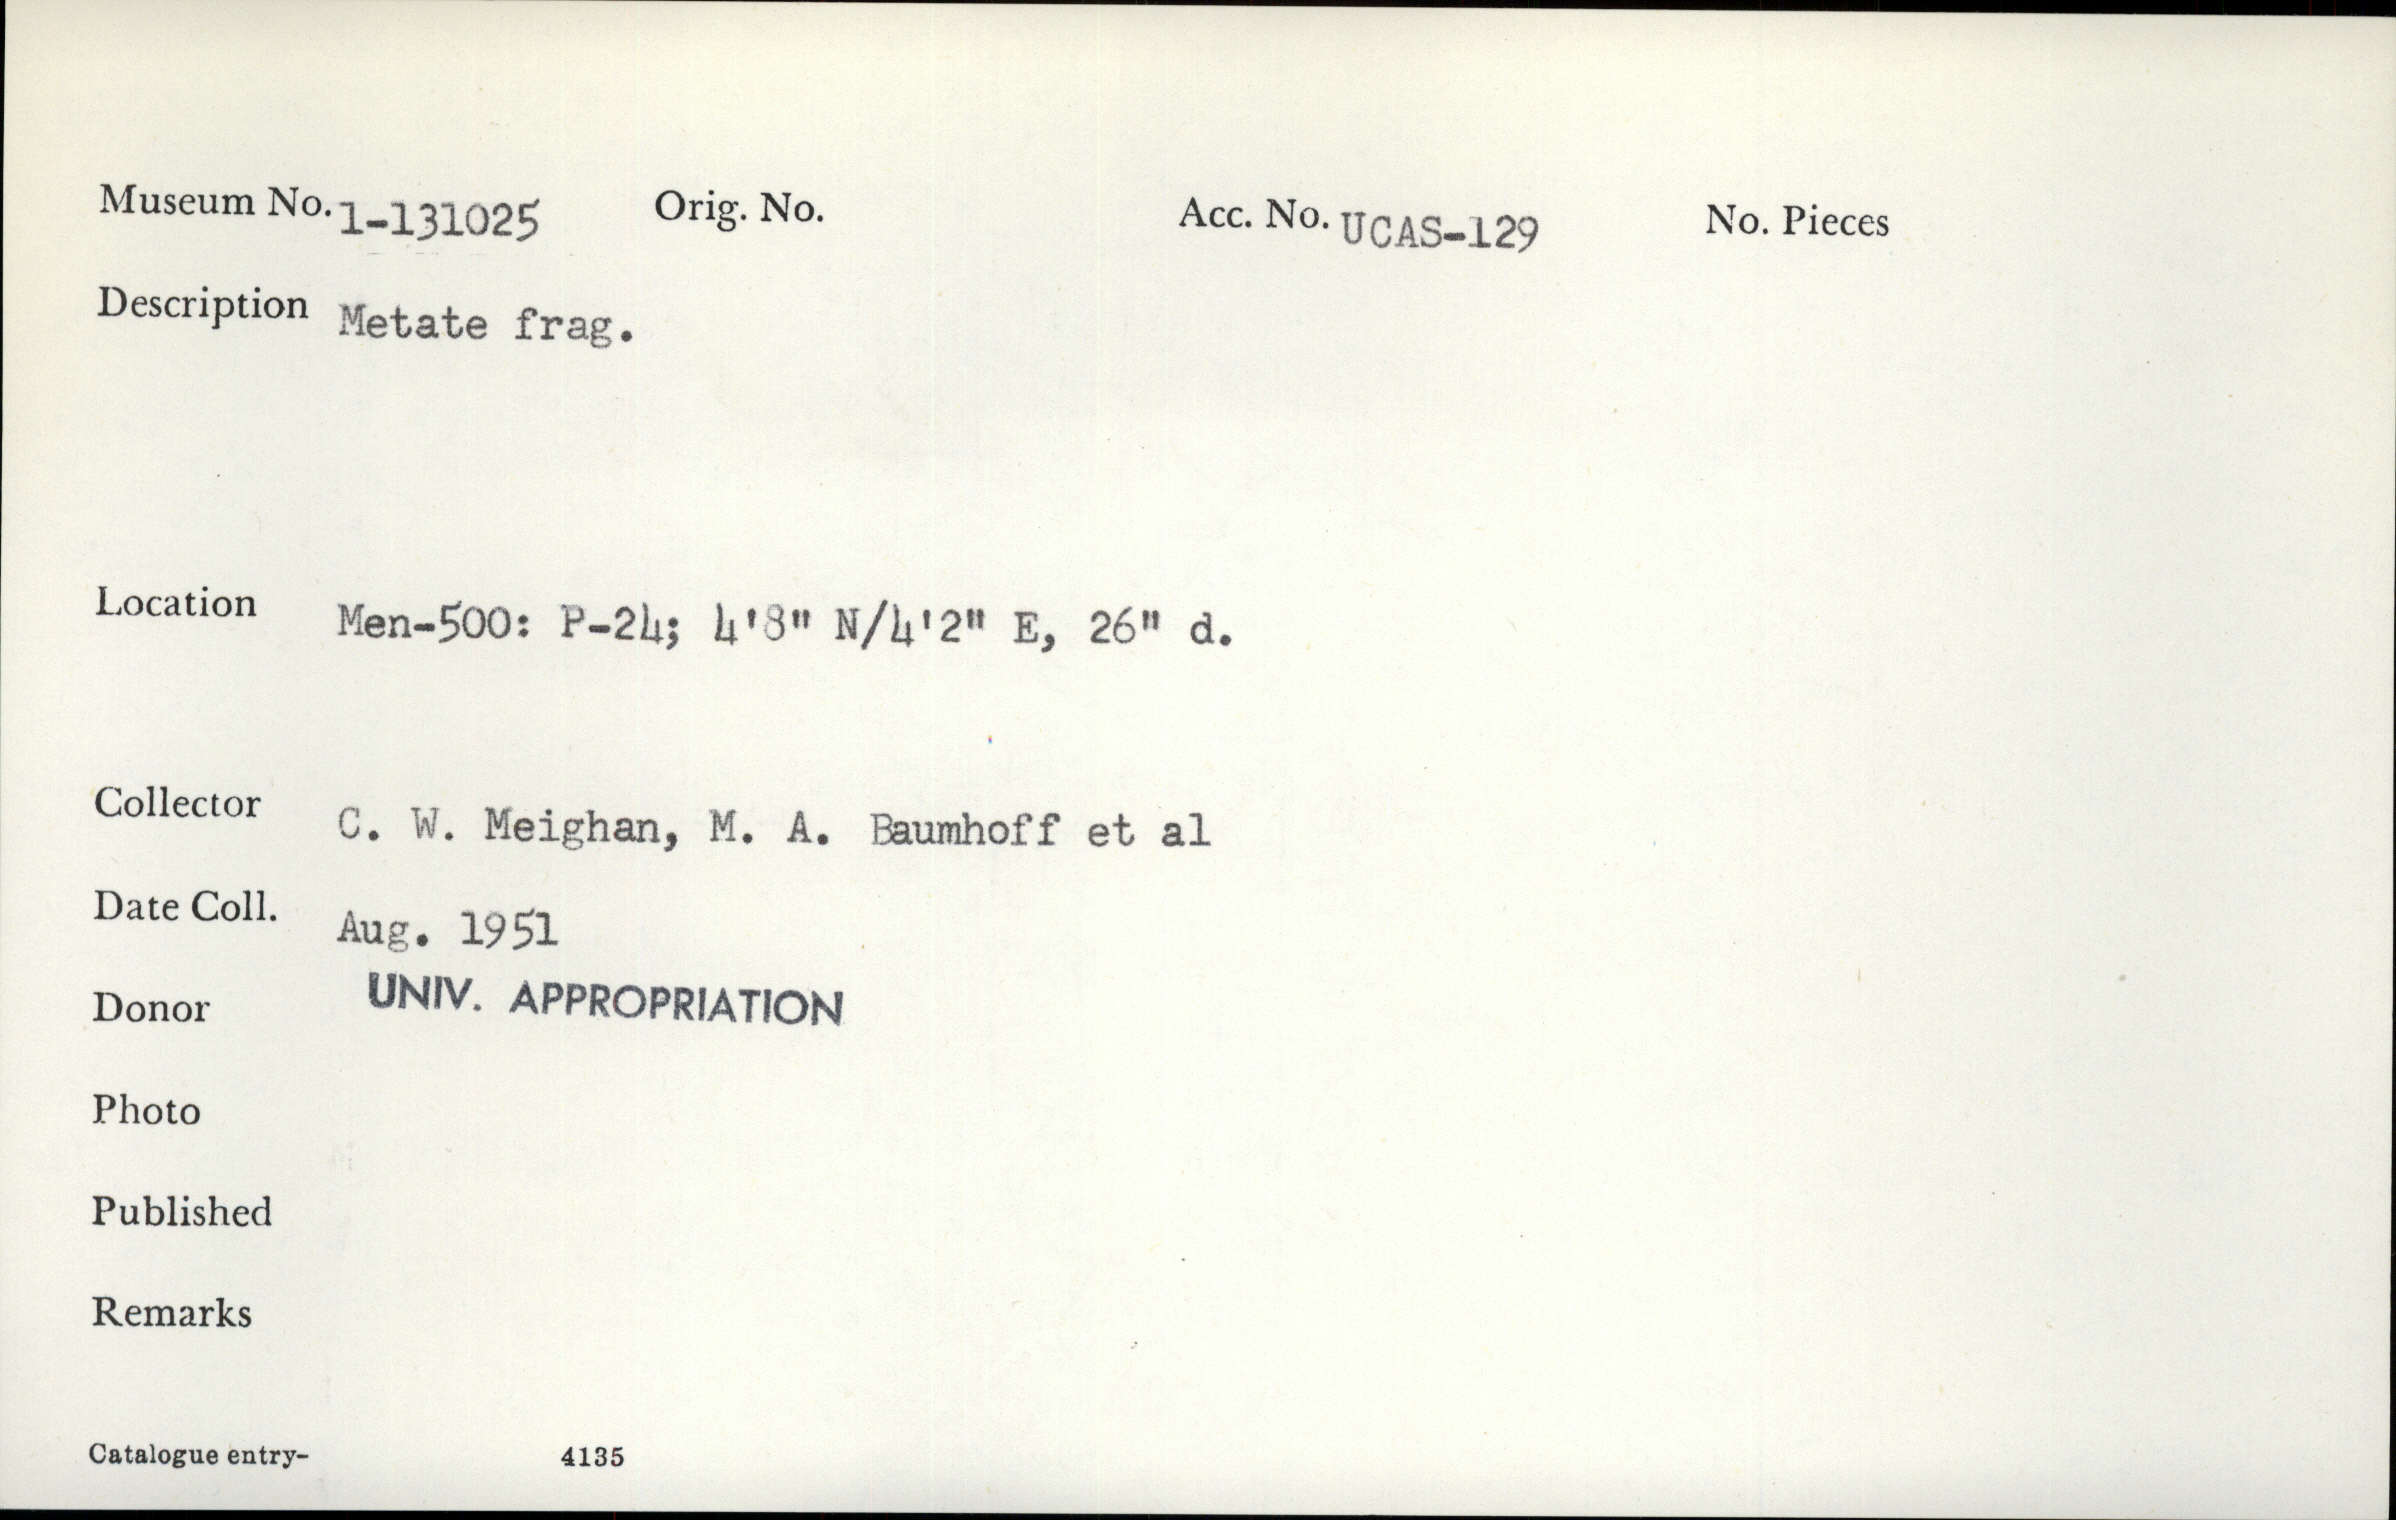 Museum No. 1-131025 Orig. No. Acc. No. UCAS-129 No. Pieces
Description Metate frag.
Location Men-500: P-24; 4'8" N/4'2" E, 26" d.
Collector C. W. Meighan, M. A. Baumhoff et al
Date Coll. Aug. 1951
Donor UNIV. APPROPRIATION
Photo
Published
Remarks
Catalogue entry- 4135